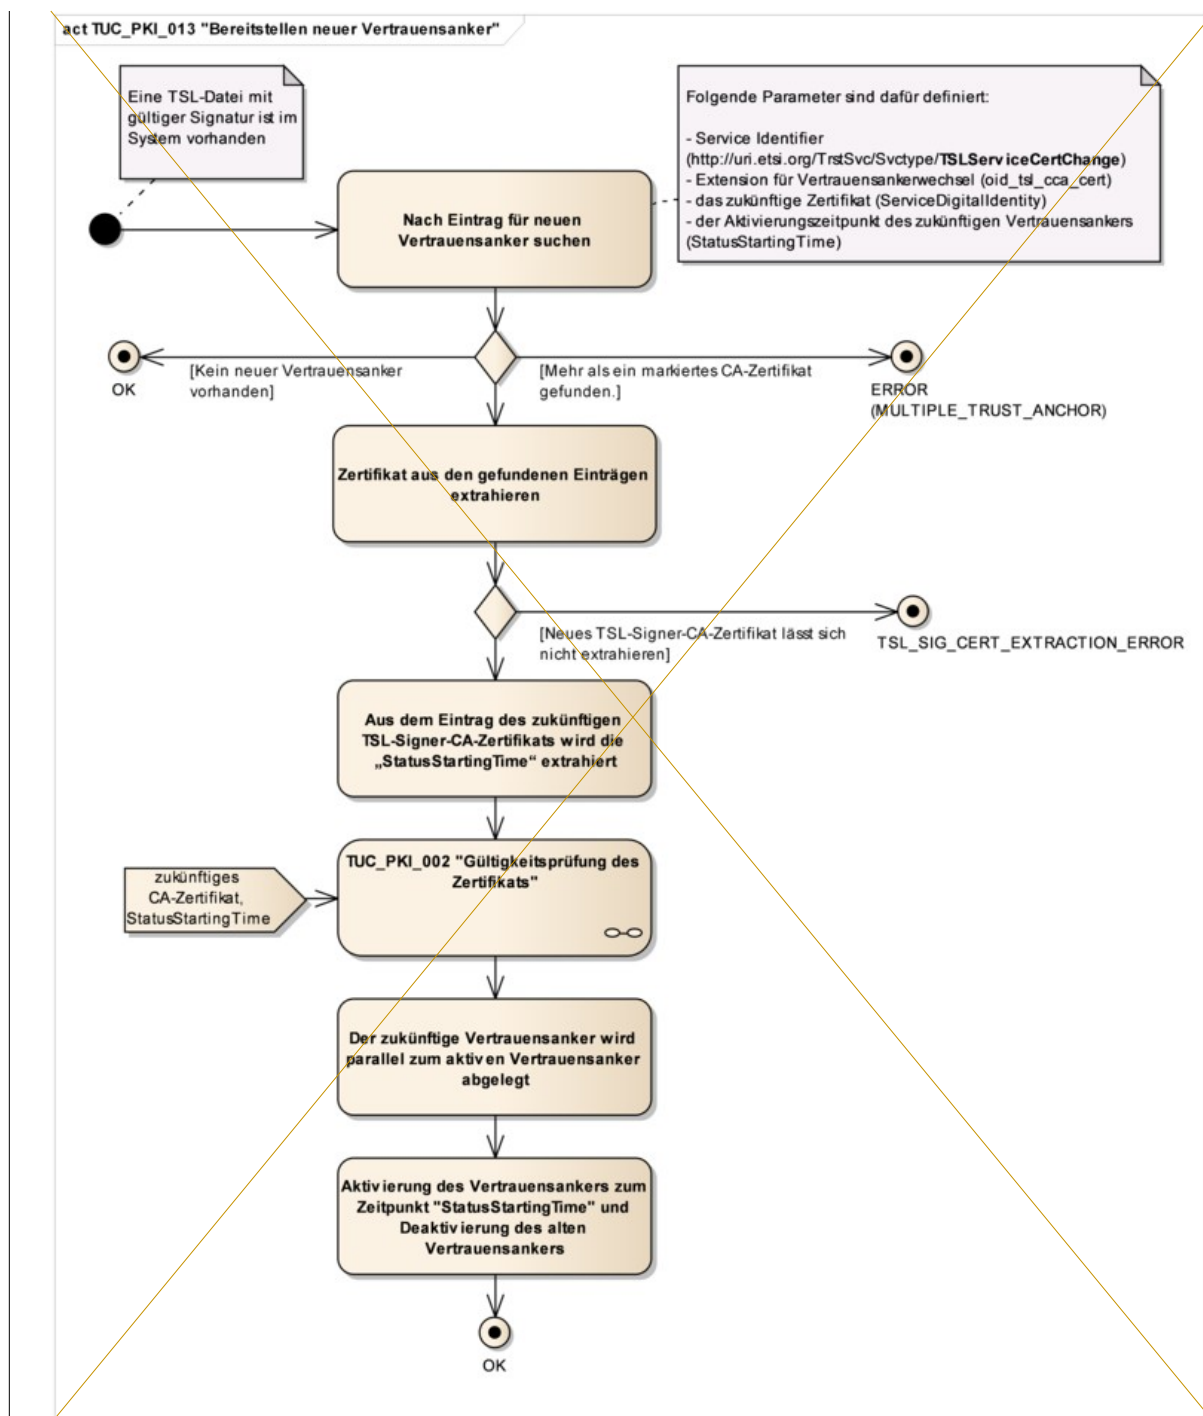 act TUC_PKI_013 "Bereitstellen neuer Vertrauensanker"
Eine TSL-Datei mit
gültiger Signatur ist im
System vorhanden
Folgende Parameter sind dafür definiert:
- Service Identifier
(http://uri.etsi.org/TrstSvc/Svctype/TSLServiceCertChange)
- Extension für Vertrauensankerwechsel (oid_tsl_cca_cert)
- das zukünftige Zertifikat (ServiceDigitalIdentity)
- der Aktivierungszeitpunkt des zukünftigen Vertrauensankers
(StatusStartingTime)
Nach Eintrag für neuen
Vertrauensanker suchen
[Kein neuer Vertrauensanker
vorhanden]
OK
[Mehr als ein markiertes CA-Zertifikat
gefunden.]
ERROR
(MULTIPLE_TRUST_ANCHOR)
Zertifikat aus den gefundenen Einträgen
extrahieren
[Neues TSL-Signer-CA-Zertifikat lässt sich
nicht extrahieren]
TSL_SIG_CERT_EXTRACTION_ERROR
Aus dem Eintrag des zukünftigen
TSL-Signer-CA-Zertifikats wird die
„StatusStartingTime“ extrahiert
zukünftiges
CA-Zertifikat,
StatusStartingTime
TUC_PKI_002 "Gültigkeitsprüfung des
Zertifikats"
Der zukünftige Vertrauensanker wird
parallel zum aktiven Vertrauensanker
abgelegt
Aktivierung des Vertrauensankers zum
Zeitpunkt "StatusStartingTime" und
Deaktivierung des alten
Vertrauensankers
OK